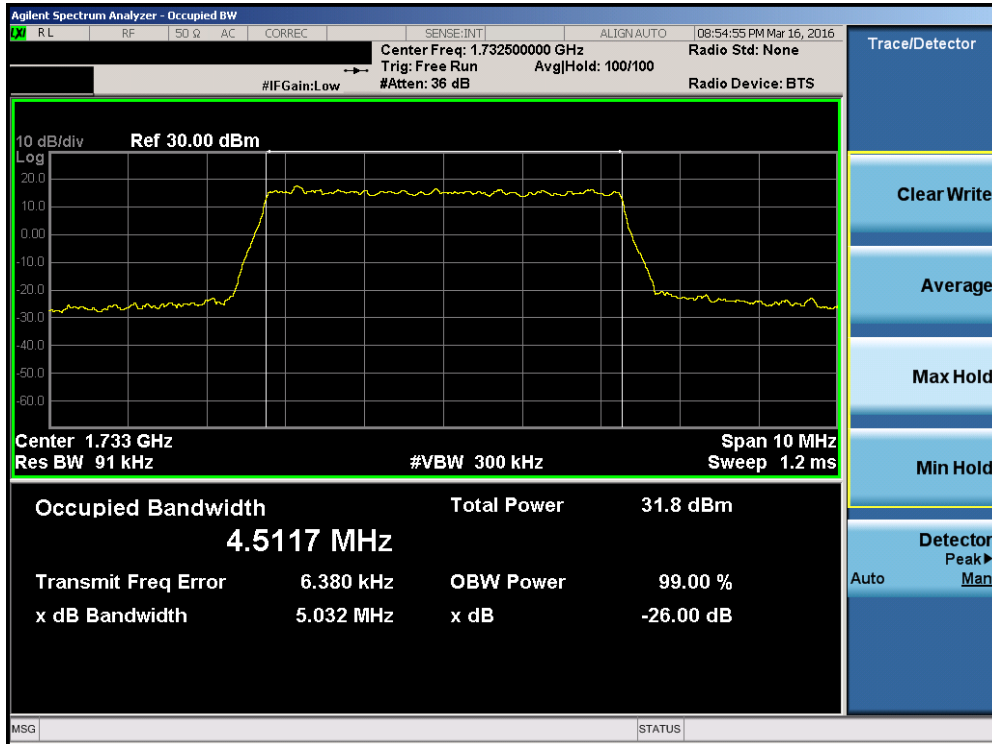 Agilent Spectrum Analyzer - Occupied BW
LXI RL RF 50 Ω AC CORREC SENSE:INT ALIGN AUTO 08:54:55 PM Mar 16, 2016
Center Freq: 1.732500000 GHz Radio Std: None
Trig: Free Run Avg|Hold: 100/100
#IFGain:Low #Atten: 36 dB Radio Device: BTS
10 dB/div Ref 30.00 dBm
Log
20.0
10.0
0.00
-10.0
-20.0
-30.0
-40.0
-50.0
-60.0
Center 1.733 GHz Span 10 MHz
Res BW 91 kHz #VBW 300 kHz Sweep 1.2 ms
Occupied Bandwidth Total Power 31.8 dBm
4.5117 MHz
Transmit Freq Error 6.380 kHz OBW Power 99.00 %
x dB Bandwidth 5.032 MHz x dB -26.00 dB
MSG STATUS
Trace/Detector
Clear Write
Average
Max Hold
Min Hold
Detector
Peak▶
Auto Man